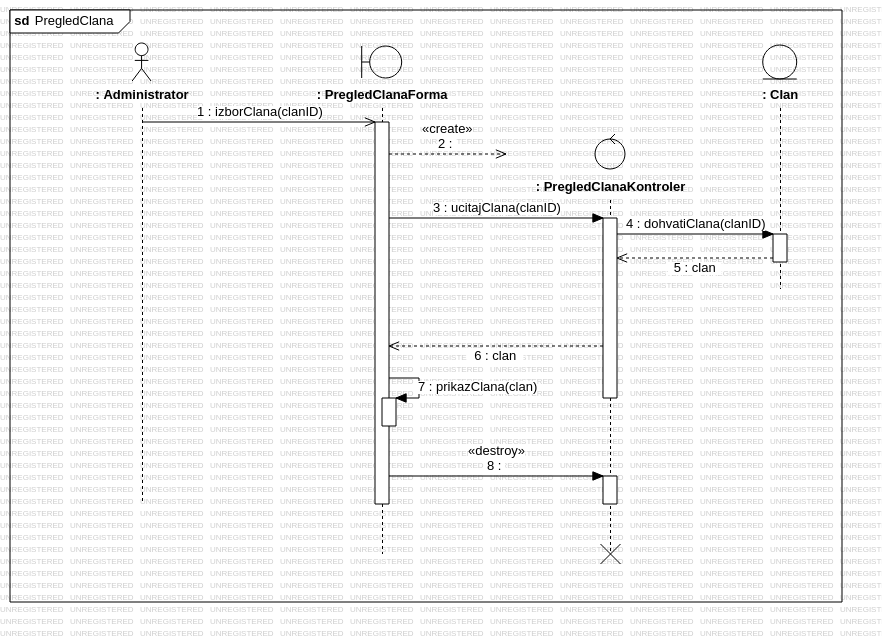 sd PregledClana
: Administrator
: PregledClanaForma
: Clan
1 : izborClana(clanID)
«create»
2 :
: PregledClanaKontroler
3 : ucitajClana(clanID)
4 : dohvatiClana(clanID)
5 : clan
6 : clan
7 : prikazClana(clan)
«destroy»
8 :
UNREGISTERED